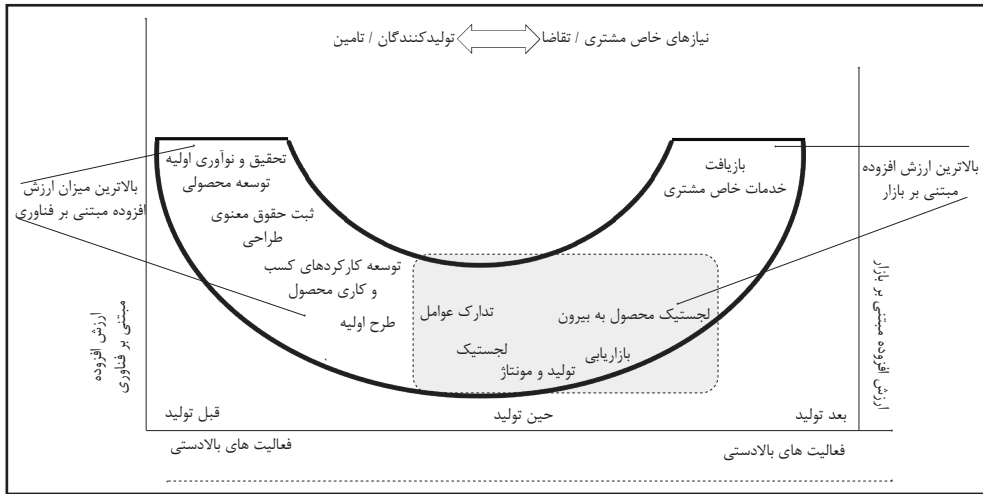 نیازهای خاص مشتری / تقاضا
تولیدکنندگان / تامین
تحقیق و نوآوری اولیه
توسعه محصولی
ثبت حقوق معنوی
طراحی
توسعه کارکردهای کسب
و کاری محصول
طرح اولیه
بالاترین میزان ارزش
افزوده مبتنی بر فناوری
بازیافت
خدمات خاص مشتری
بالاترین ارزش افزوده
مبتنی بر بازار
تدارک عوامل
لجستیک محصول به بیرون
لجستیک
بازاریابی
تولید و مونتاژ
ارزش افزوده
مبتنی بر فناوری
ارزش افزوده مبتنی بر بازار
قبل تولید
حین تولید
بعد تولید
فعالیت های بالادستی
فعالیت های بالادستی